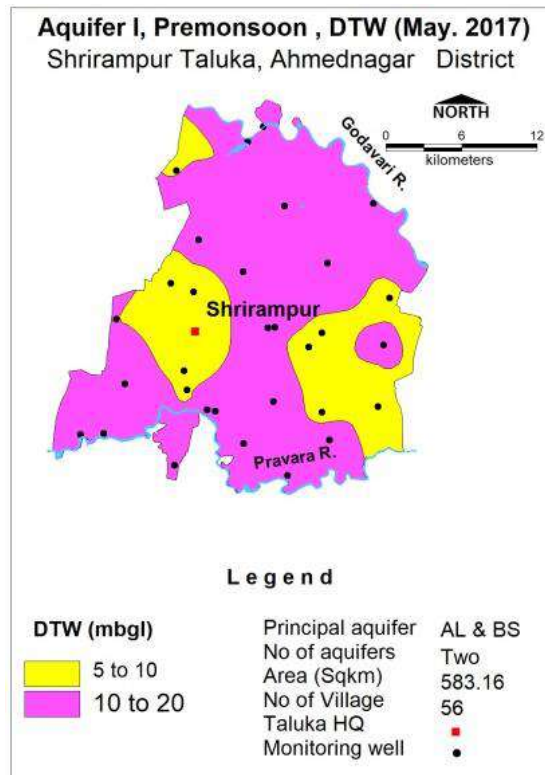 Aquifer I, Premonsoon , DTW (May. 2017)
Shrirampur Taluka, Ahmednagar District
NORTH
0 6 12
kilometers
Godavari R.
Shrirampur
Pravara R.
Legend
DTW (mbgl)
5 to 10
10 to 20
Principal aquifer AL & BS
No of aquifers Two
Area (Sqkm) 583.16
No of Village 56
Taluka HQ
Monitoring well